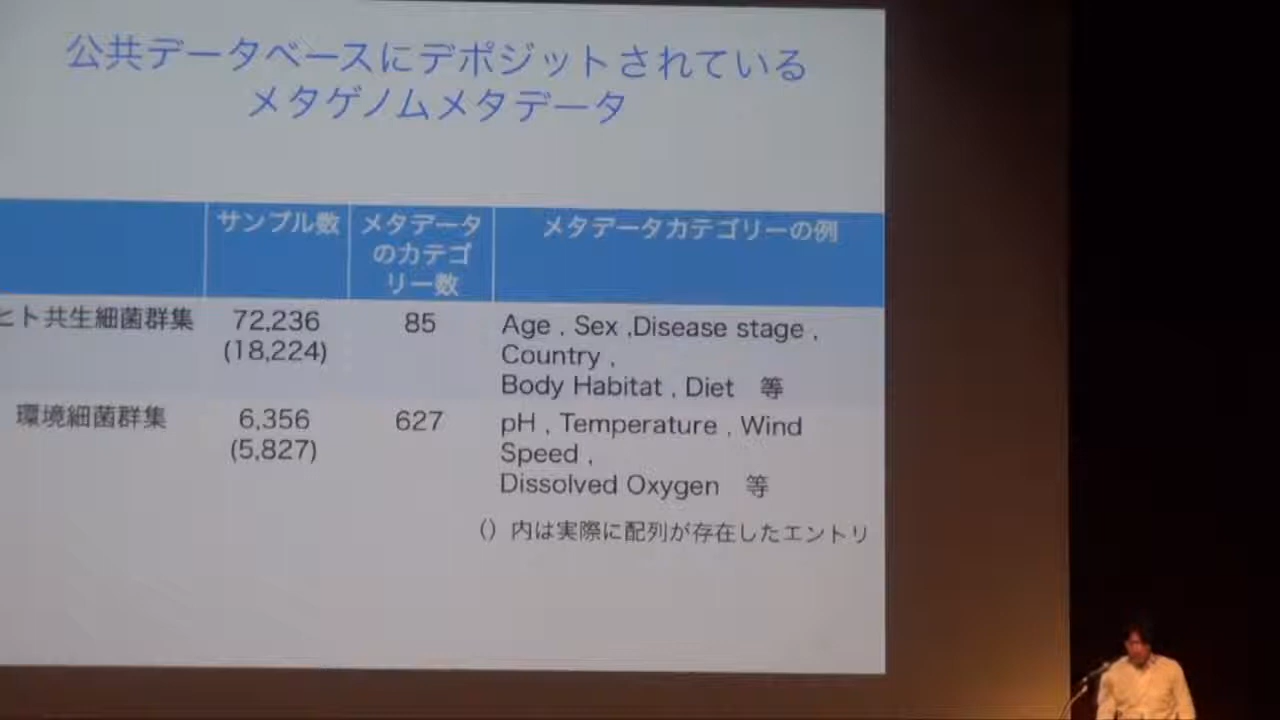 公共データベースにデポジットされている
メタゲノムメタデータ
サンプル数
メタデータ
のカテゴ
リー数
メタデータカテゴリーの例
ヒト共生細菌群集
72,236
(18,224)
85
Age , Sex ,Disease stage ,
Country ,
Body Habitat , Diet 等
環境細菌群集
6,356
(5,827)
627
pH , Temperature , Wind
Speed ,
Dissolved Oxygen 等
() 内は実際に配列が存在したエントリ